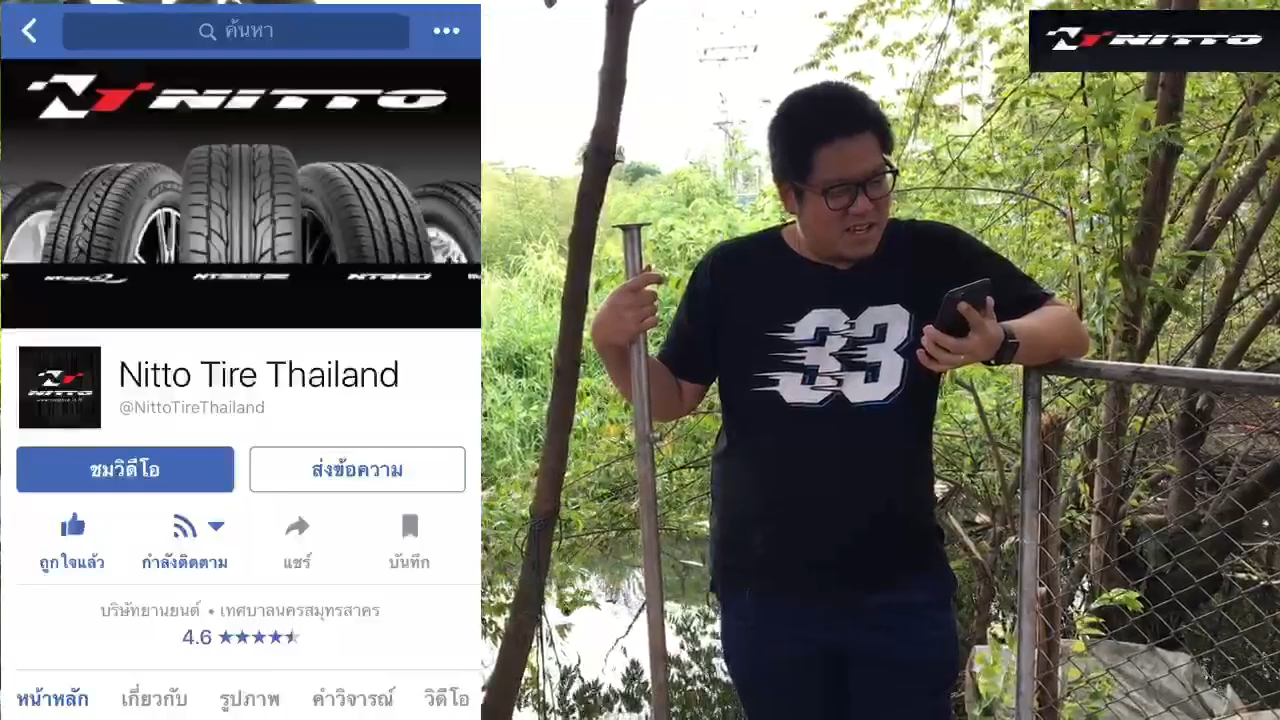 ค้นหา
NITTO
Nitto Tire Thailand
@NittoTireThailand
NITTO
ชมวิดีโอ
ส่งข้อความ
ถูกใจแล้ว
กำลังติดตาม
แชร์
บันทึก
บริษัทยานยนต์ • เทศบาลนครสมุทรสาคร
4.6
หน้าหลัก
เกี่ยวกับ
รูปภาพ
คำวิจารณ์
วิดีโอ
NITTO
33